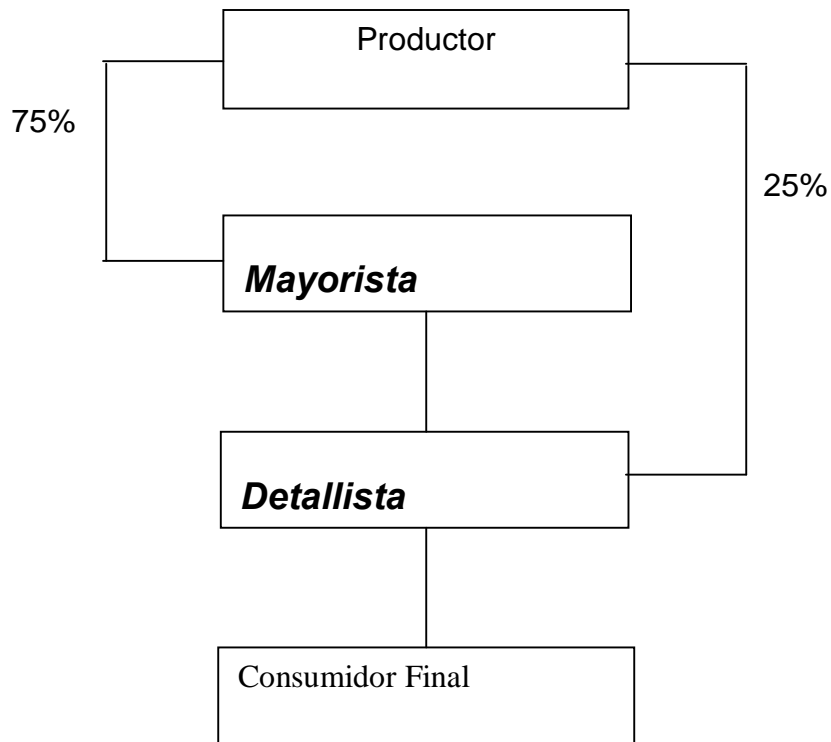 Productor
75%
25%
Mayorista
Detallista
Consumidor Final